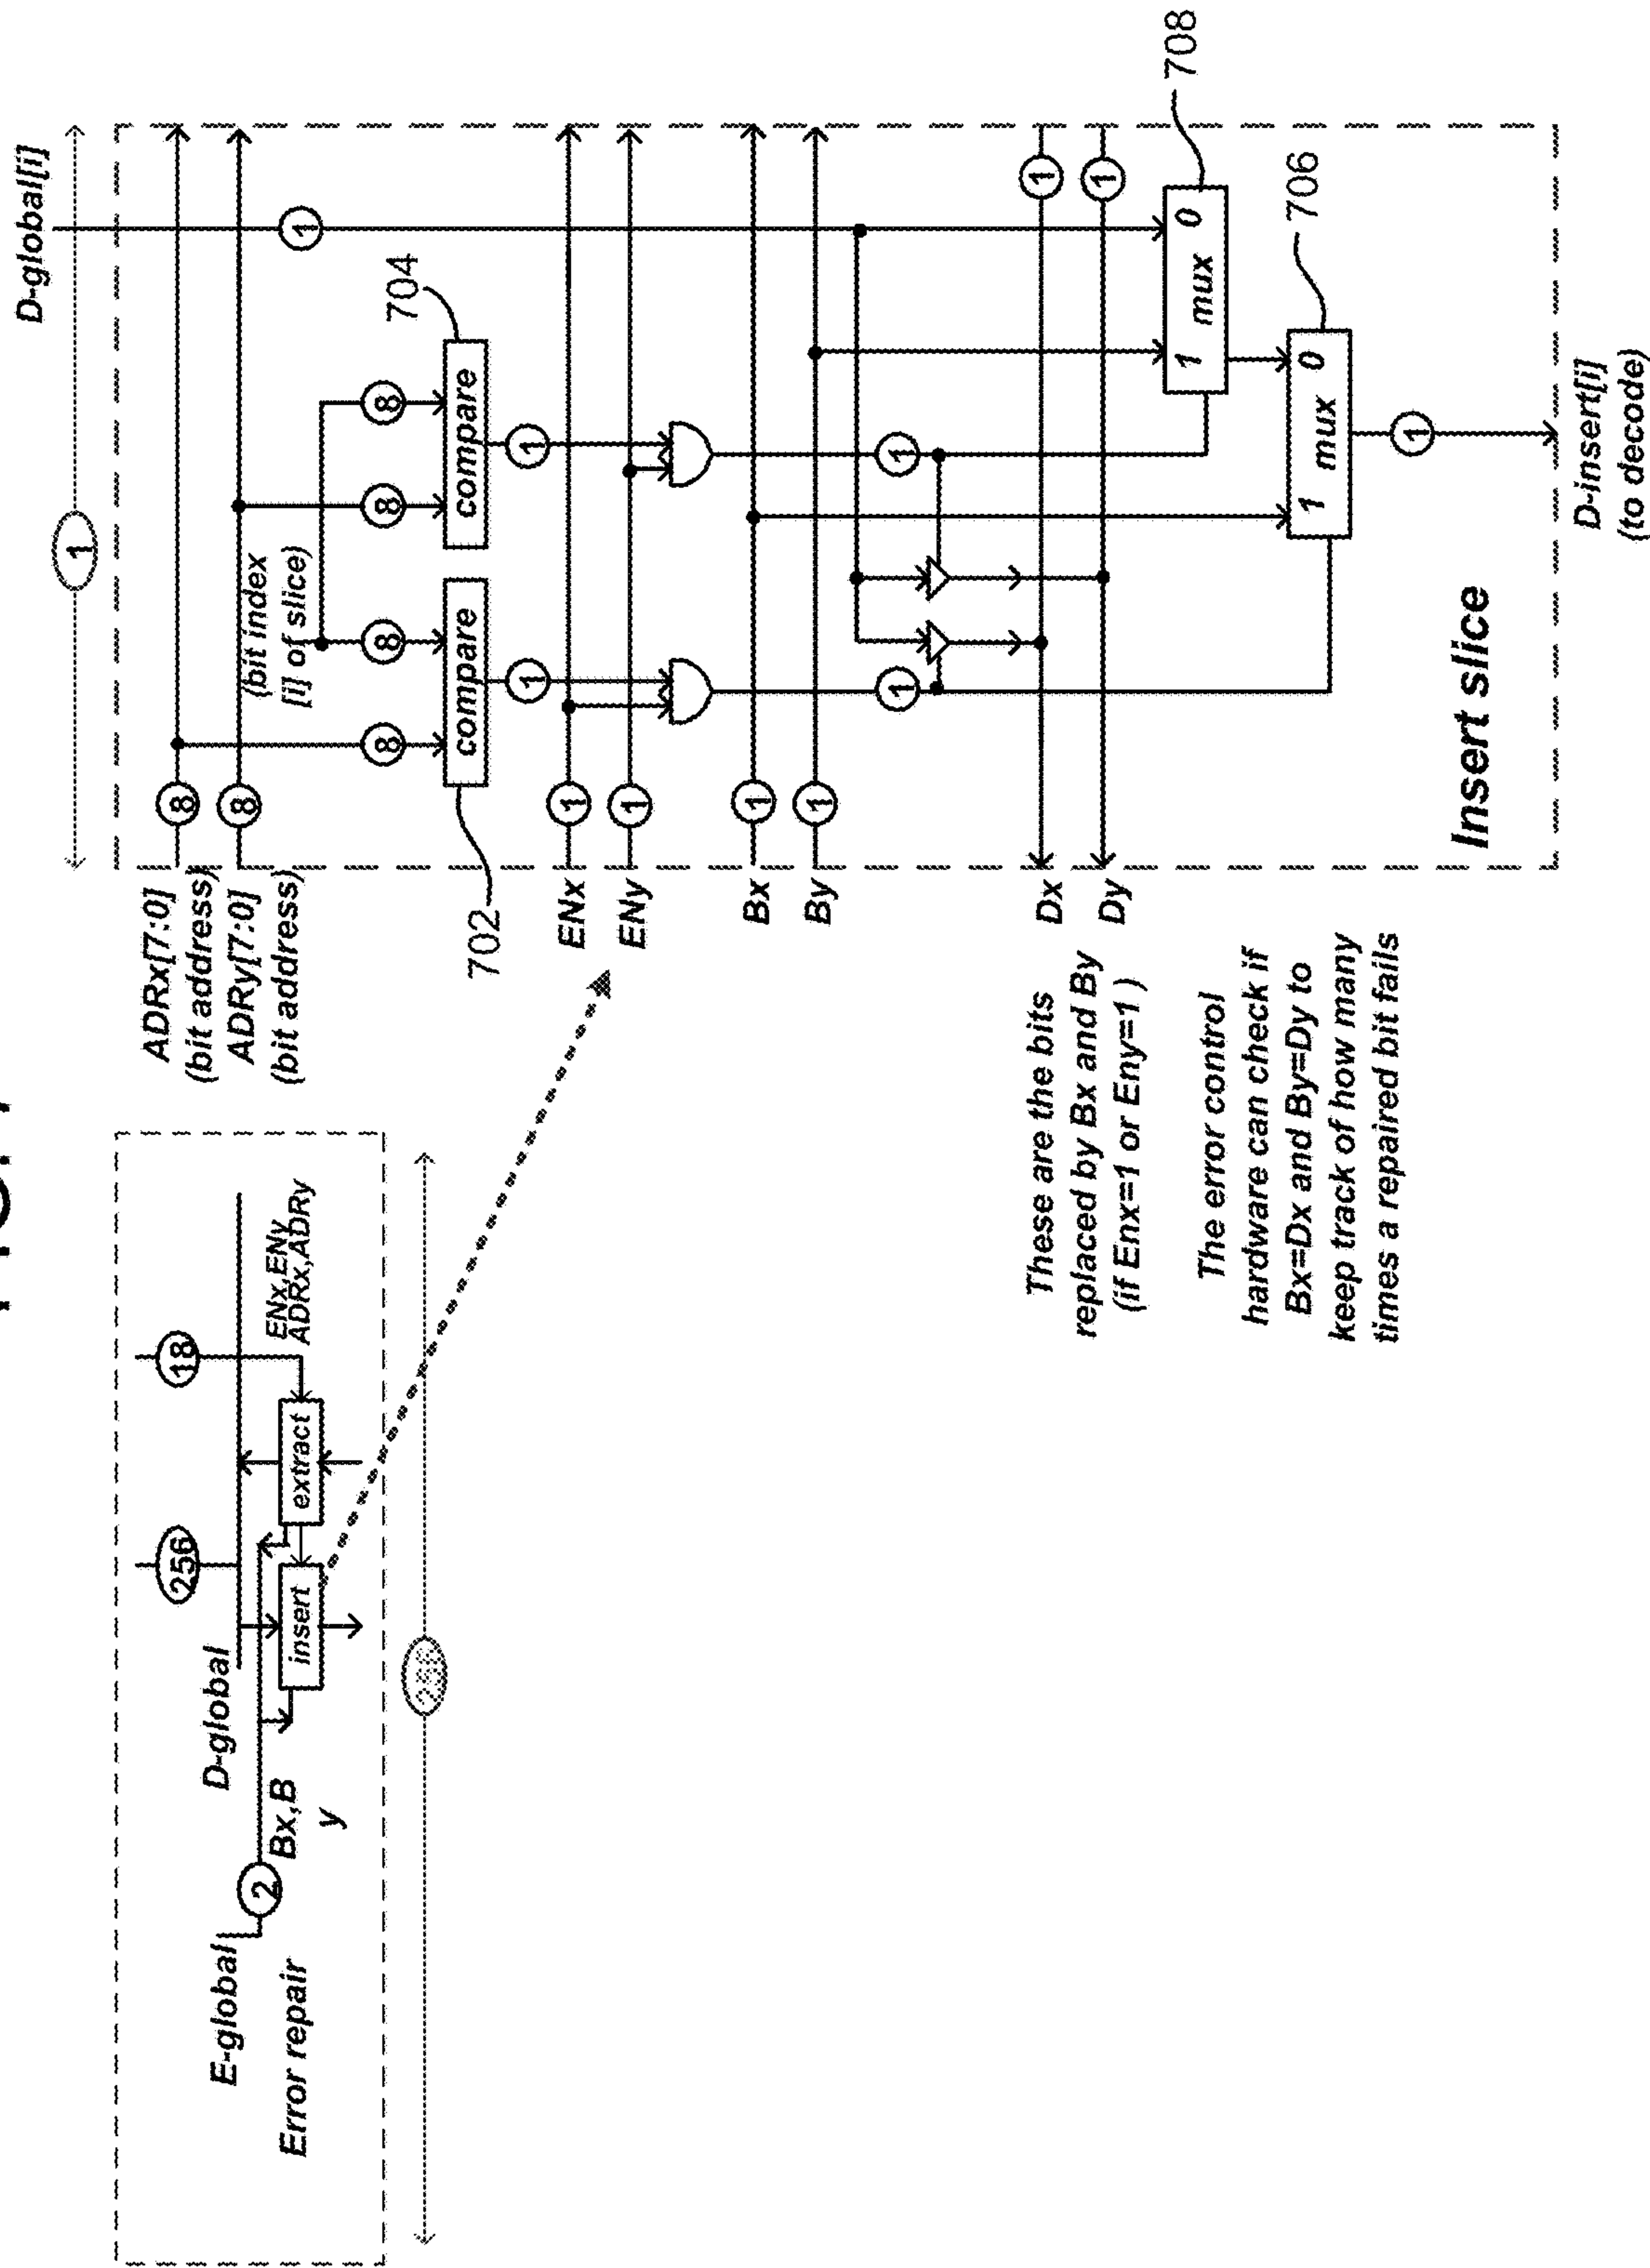 D-global[i]
1
ADRx[7:0]
(bit address)
ADRy[7:0]
(bit address)
8
8
(bit index
[i] of slice)
1
8
8
8
8
compare
compare
702
704
1
1
ENx
ENy
1
1
Bx
By
1
1
1
1
Dx
Dy
1
1
1
0
mux
708
1
0
mux
706
1
Insert slice
D-insert[i]
(to decode)
256
18
D-global
E-global
2
Bx,B
y
insert
extract
ENx,ENy
ADRx,ADRy
Error repair
These are the bits
replaced by Bx and By
(if Enx=1 or Eny=1 )
The error control
hardware can check if
Bx=Dx and By=Dy to
keep track of how many
times a repaired bit fails